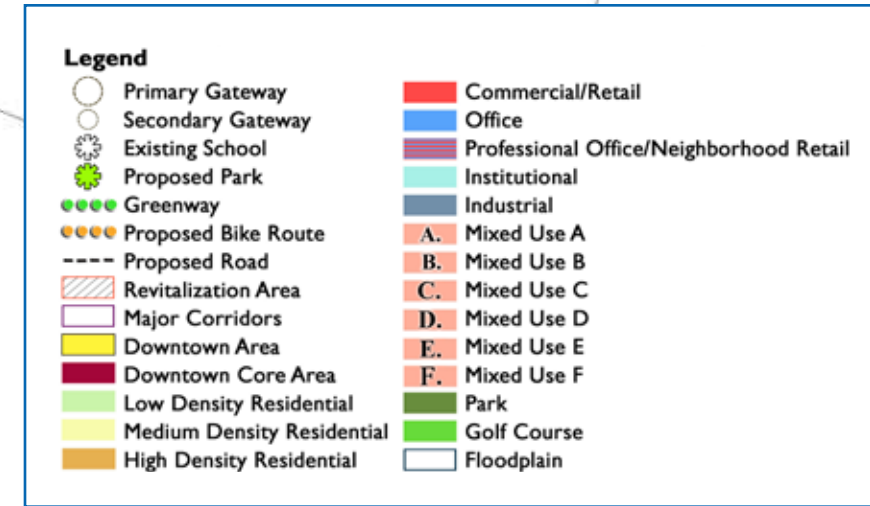 Legend
Primary Gateway
Secondary Gateway
Existing School
Proposed Park
Greenway
Proposed Bike Route
Proposed Road
Revitalization Area
Major Corridors
Downtown Area
Downtown Core Area
Low Density Residential
Medium Density Residential
High Density Residential
Commercial/Retail
Office
Professional Office/Neighborhood Retail
Institutional
Industrial
A. Mixed Use A
B. Mixed Use B
C. Mixed Use C
D. Mixed Use D
E. Mixed Use E
F. Mixed Use F
Park
Golf Course
Floodplain